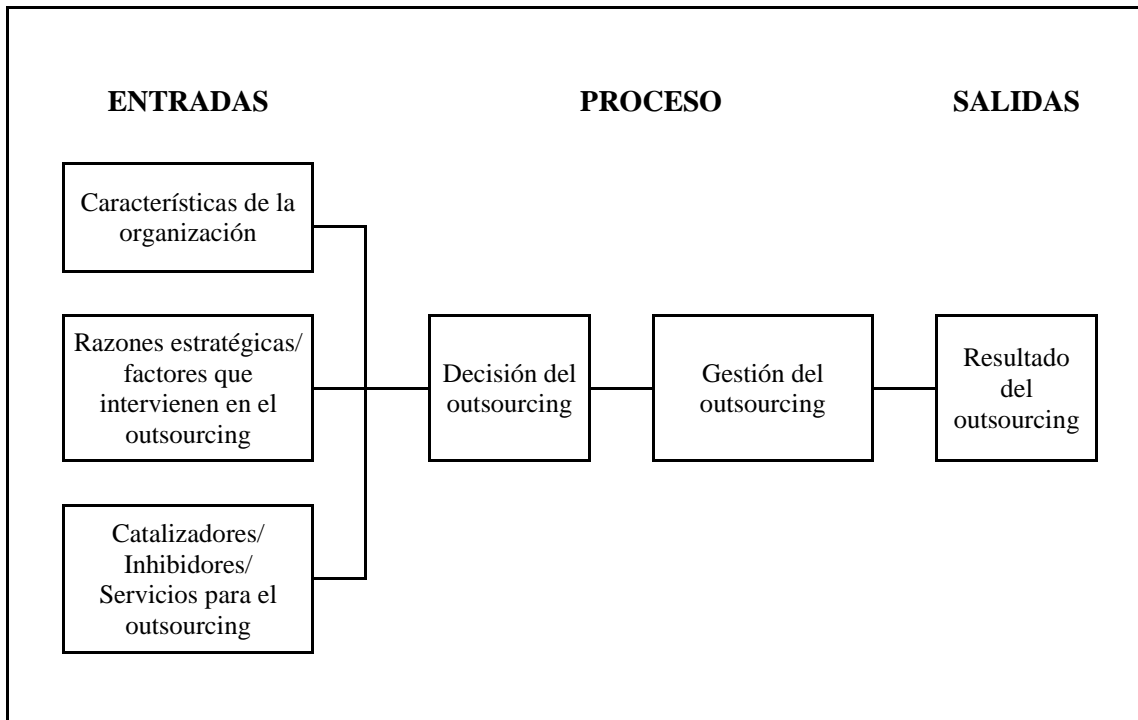 ENTRADAS
PROCESO
SALIDAS
Características de la
organización
Razones estratégicas/
factores que
intervienen en el
outsourcing
Catalizadores/
Inhibidores/
Servicios para el
outsourcing
Decisión del
outsourcing
Gestión del
outsourcing
Resultado
del
outsourcing